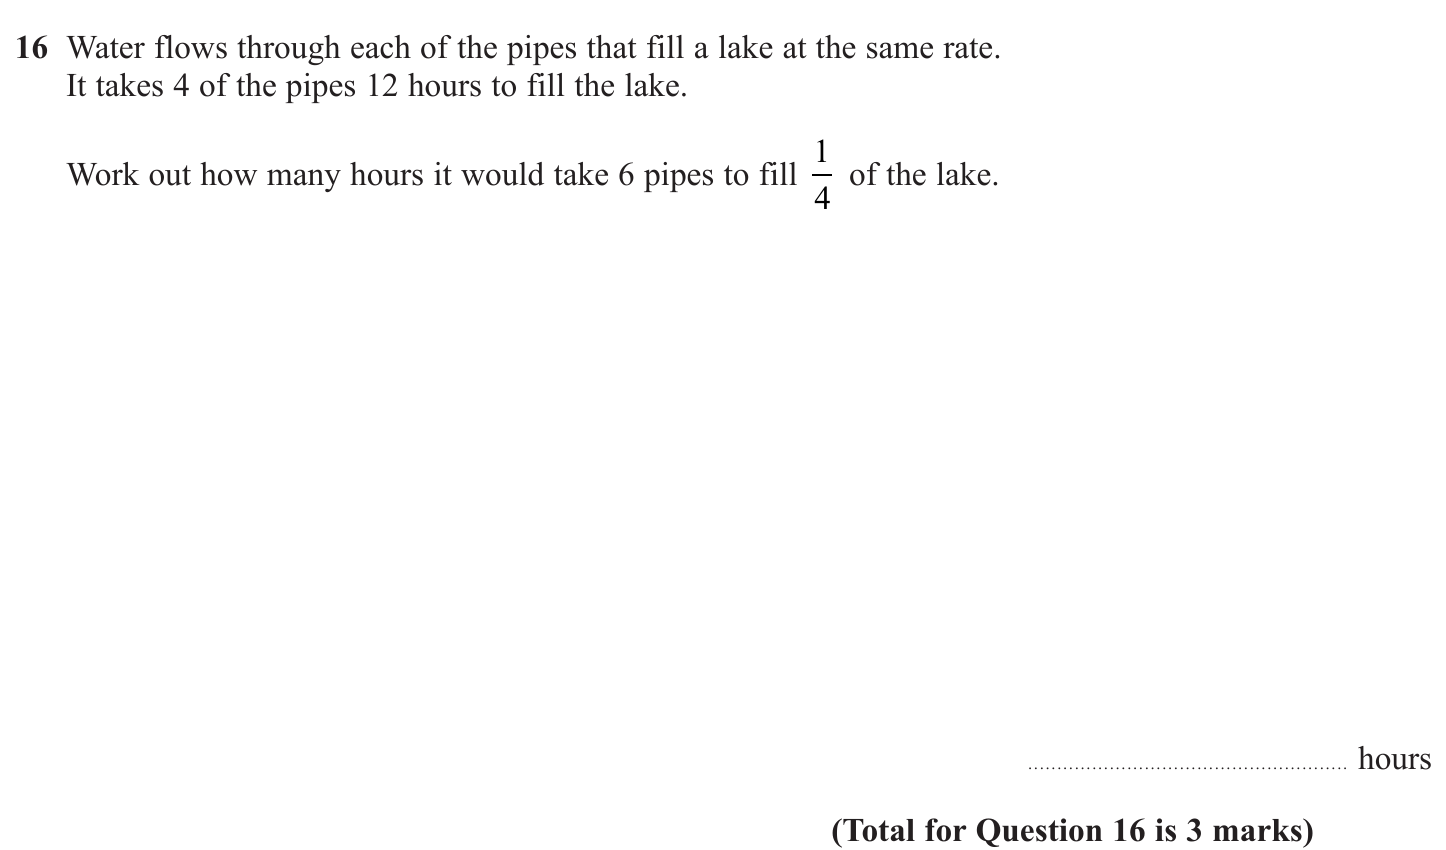 16 Water flows through each of the pipes that fill a lake at the same rate.
It takes 4 of the pipes 12 hours to fill the lake.
Work out how many hours it would take 6 pipes to fill 1/4 of the lake.
.......................................................... hours
(Total for Question 16 is 3 marks)